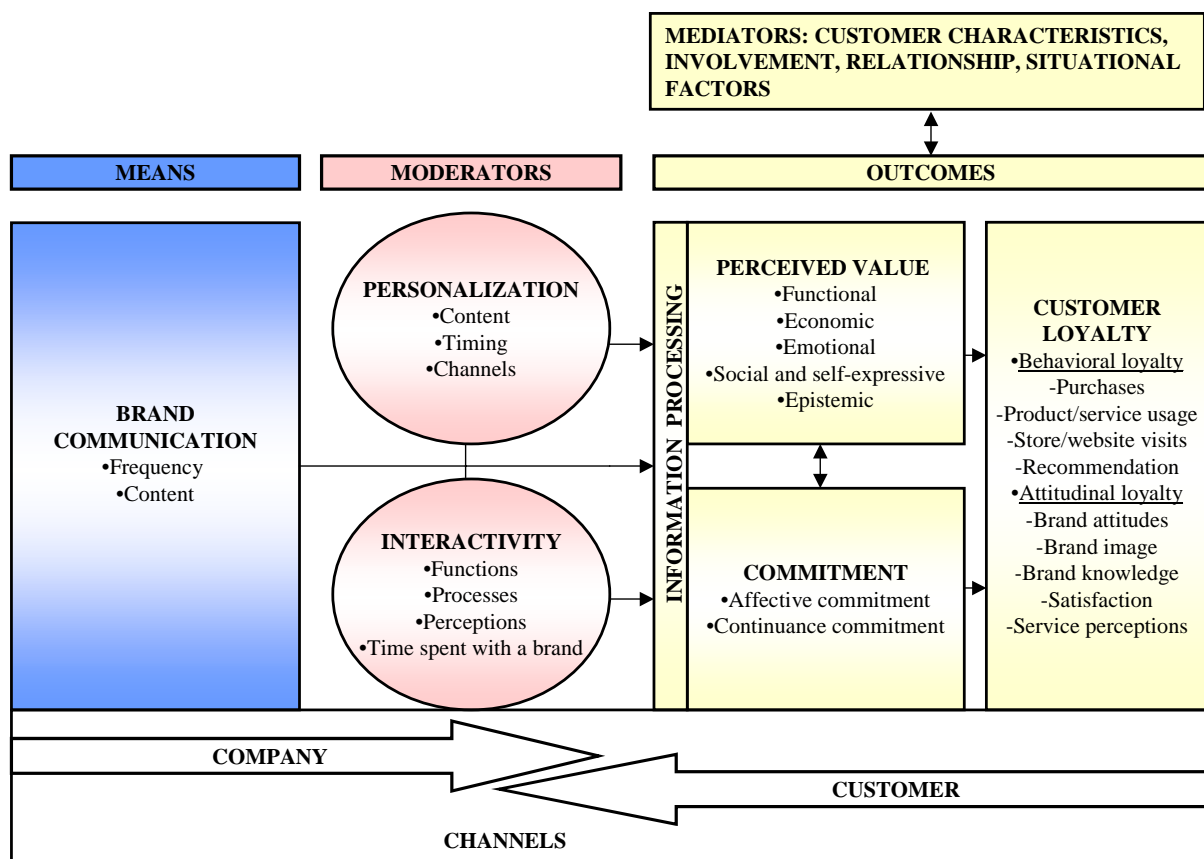 MEDIATORS: CUSTOMER CHARACTERISTICS,
INVOLVEMENT, RELATIONSHIP, SITUATIONAL
FACTORS
MEANS
MODERATORS
OUTCOMES
BRAND
COMMUNICATION
•Frequency
•Content
PERSONALIZATION
•Content
•Timing
•Channels
INTERACTIVITY
•Functions
•Processes
•Perceptions
•Time spent with a brand
INFORMATION PROCESSING
PERCEIVED VALUE
•Functional
•Economic
•Emotional
•Social and self-expressive
•Epistemic
COMMITMENT
•Affective commitment
•Continuance commitment
CUSTOMER
LOYALTY
•Behavioral loyalty
-Purchases
-Product/service usage
-Store/website visits
-Recommendation
•Attitudinal loyalty
-Brand attitudes
-Brand image
-Brand knowledge
-Satisfaction
-Service perceptions
COMPANY
CUSTOMER
CHANNELS